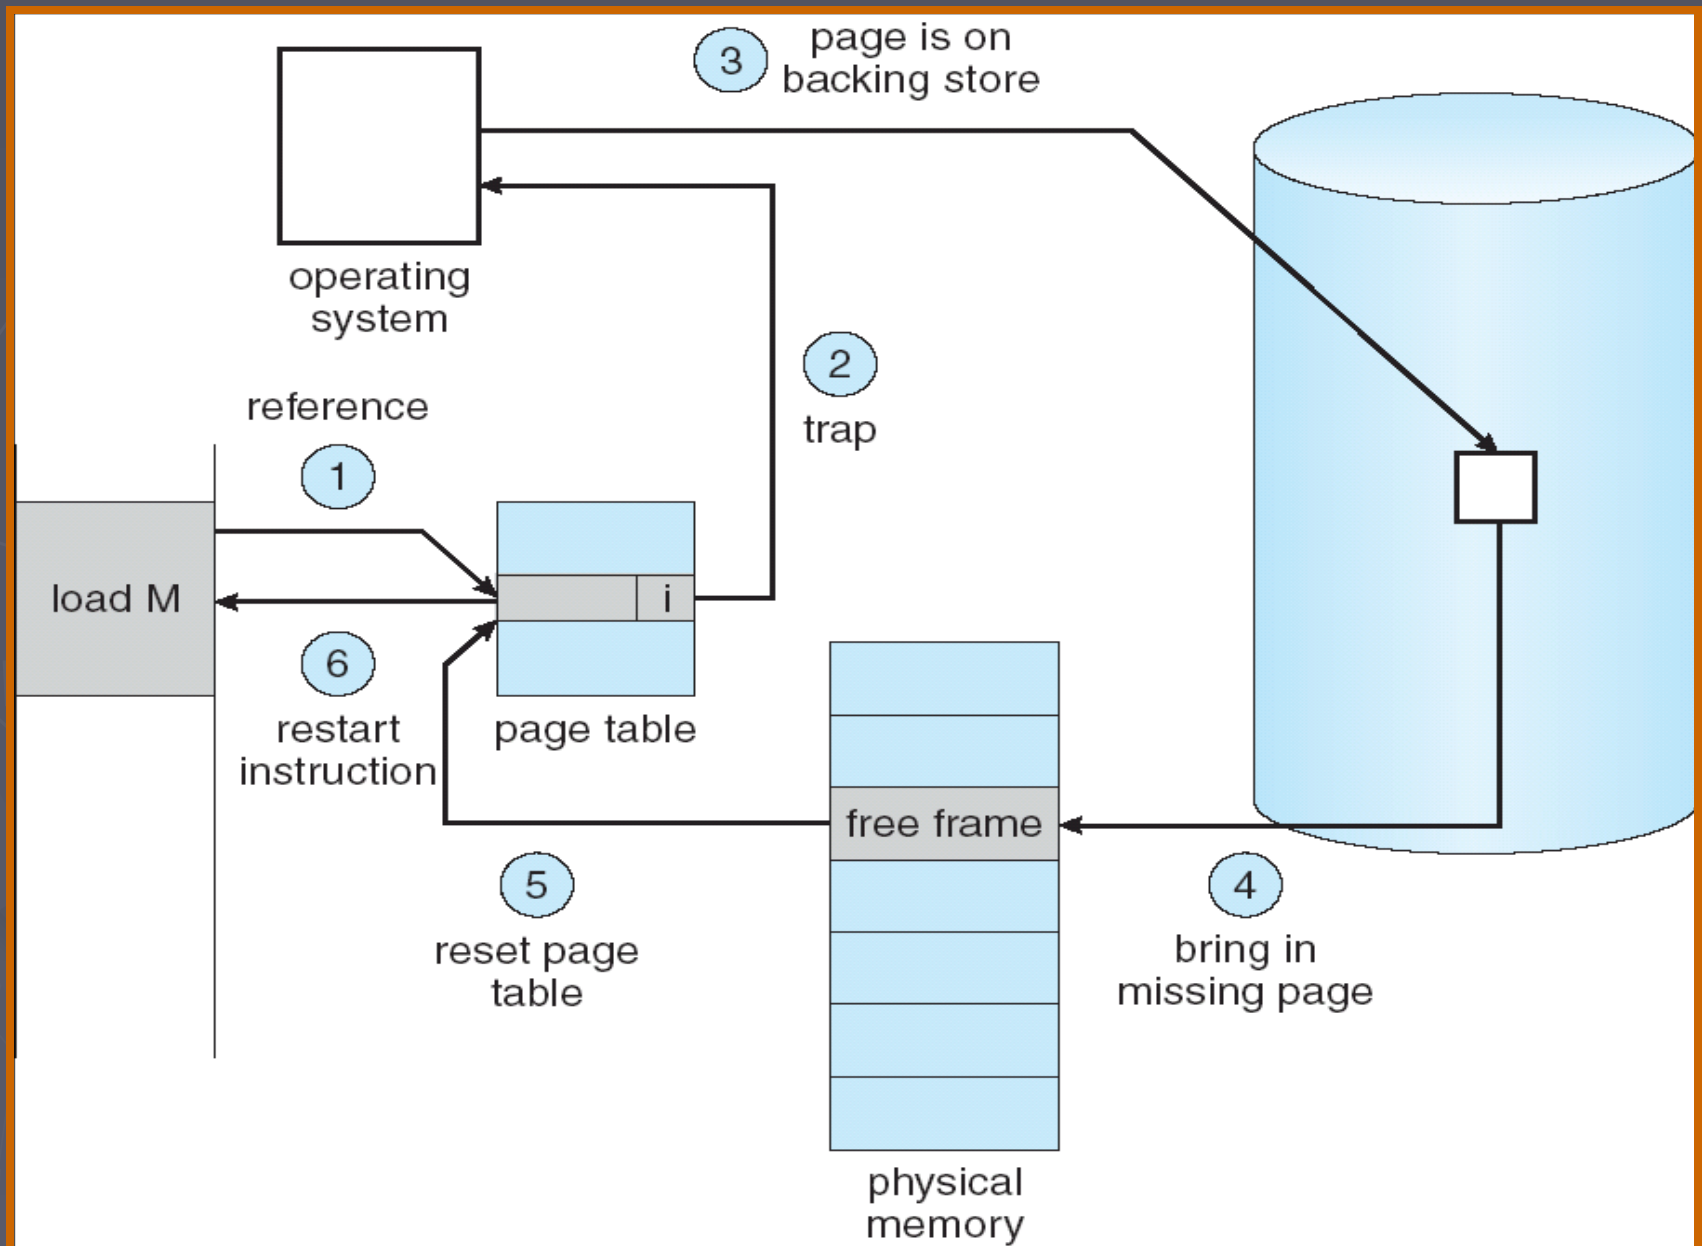 3
page is on
backing store
operating
system
2
trap
reference
1
load M
i
6
restart
instruction
page table
free frame
5
reset page
table
4
bring in
missing page
physical
memory